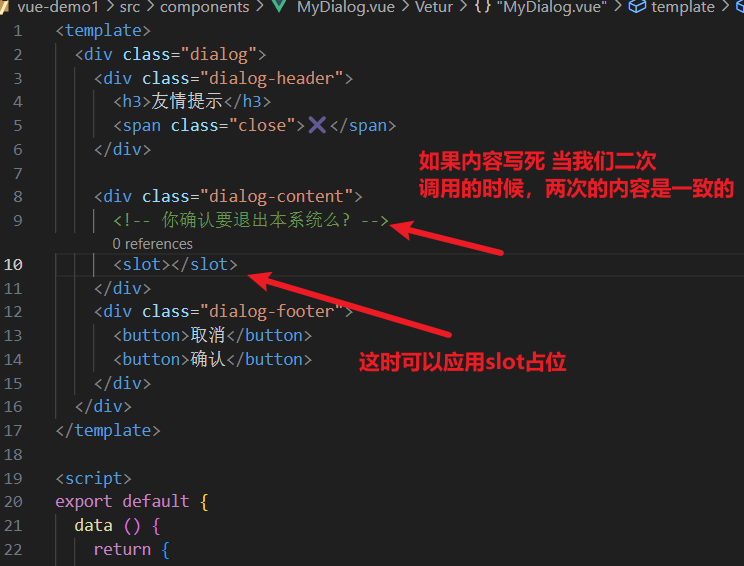 vue-demo1 > src > components > MyDialog.vue > Vetur > {} "MyDialog.vue" > template >
1 <template>
2 <div class="dialog">
3 <div class="dialog-header">
4 <h3>友情提示</h3>
5 <span class="close">✖️</span>
6 </div>
如果内容写死 当我们二次
7
调用的时候，两次的内容是一致的
8 <div class="dialog-content">
9 <!-- 你确认要退出本系统么? -->
0 references
10 <slot></slot>
11 </div>
12 <div class="dialog-footer">
13 <button>取消</button>
14 <button>确认</button>
这时可以应用slot占位
15 </div>
16 </div>
17 </template>
18
19 <script>
20 export default {
21 data () {
22 return {